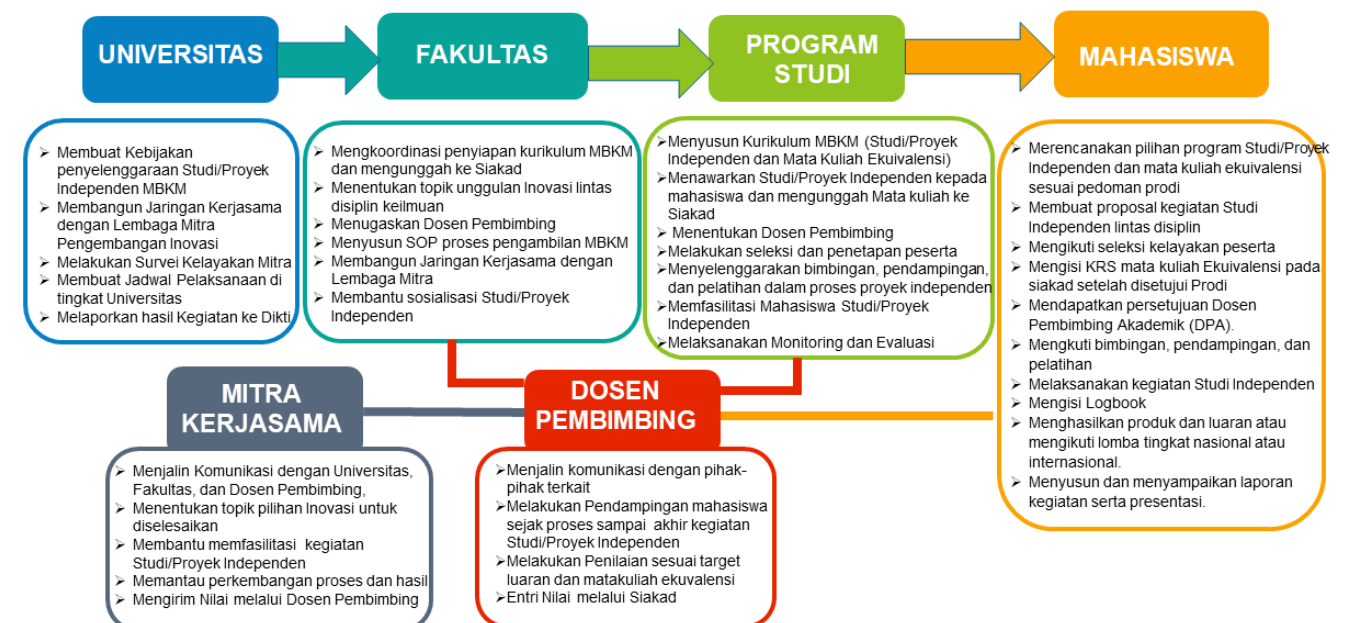 UNIVERSITAS
FAKULTAS
PROGRAM
STUDI
MAHASISWA
➢ Membuat Kebijakan
penyelenggaraan Studi/Proyek
Independen MBKM
➢ Membangun Jaringan Kerjasama
dengan Lembaga Mitra
Pengembangan Inovasi
➢ Melakukan Survei Kelayakan Mitra
➢ Membuat Jadwal Pelaksanaan di
tingkat Universitas
➢ Melaporkan hasil Kegiatan ke Dikti
➢ Mengkoordinasi penyiapan kurikulum MBKM
dan mengunggah ke Siakad
➢ Menentukan topik unggulan Inovasi lintas
disiplin keilmuan
➢ Menugaskan Dosen Pembimbing
➢ Menyusun SOP proses pengambilan MBKM
➢ Membangun Jaringan Kerjasama dengan
Lembaga Mitra
➢ Membantu sosialisasi Studi/Proyek
Independen
➢Menyusun Kurikulum MBKM (Studi/Proyek
Independen dan Mata Kuliah Ekuivalensi)
➢Menawarkan Studi/Proyek Independen kepada
mahasiswa dan mengunggah Mata kuliah ke
Siakad
➢ Menentukan Dosen Pembimbing
➢Melakukan seleksi dan penetapan peserta
➢Menyelenggarakan bimbingan, pendampingan,
dan pelatihan dalam proses proyek independen
➢Memfasilitasi Mahasiswa Studi/Proyek
Independen
➢Melaksanakan Monitoring dan Evaluasi
➢ Merencanakan pilihan program Studi/Proyek
Independen dan mata kuliah ekuivalensi
sesuai pedoman prodi
➢ Membuat proposal kegiatan Studi
Independen lintas disiplin
➢ Mengikuti seleksi kelayakan peserta
➢ Mengisi KRS mata kuliah Ekuivalensi pada
siakad setelah disetujui Prodi
➢ Mendapatkan persetujuan Dosen
Pembimbing Akademik (DPA).
➢ Mengkuti bimbingan, pendampingan, dan
pelatihan
➢ Melaksanakan kegiatan Studi Independen
➢ Mengisi Logbook
➢ Menghasilkan produk dan luaran atau
mengikuti lomba tingkat nasional atau
internasional.
➢ Menyusun dan menyampaikan laporan
kegiatan serta presentasi.
MITRA
KERJASAMA
➢ Menjalin Komunikasi dengan Universitas,
Fakultas, dan Dosen Pembimbing,
➢ Menentukan topik pilihan Inovasi untuk
diselesaikan
➢ Membantu memfasilitasi kegiatan
Studi/Proyek Independen
➢ Memantau perkembangan proses dan hasil
➢ Mengirim Nilai melalui Dosen Pembimbing
DOSEN
PEMBIMBING
➢Menjalin komunikasi dengan pihak-
pihak terkait
➢Melakukan Pendampingan mahasiswa
sejak proses sampai akhir kegiatan
Studi/Proyek Independen
➢Melakukan Penilaian sesuai target
luaran dan matakuliah ekuvalensi
➢Entri Nilai melalui Siakad